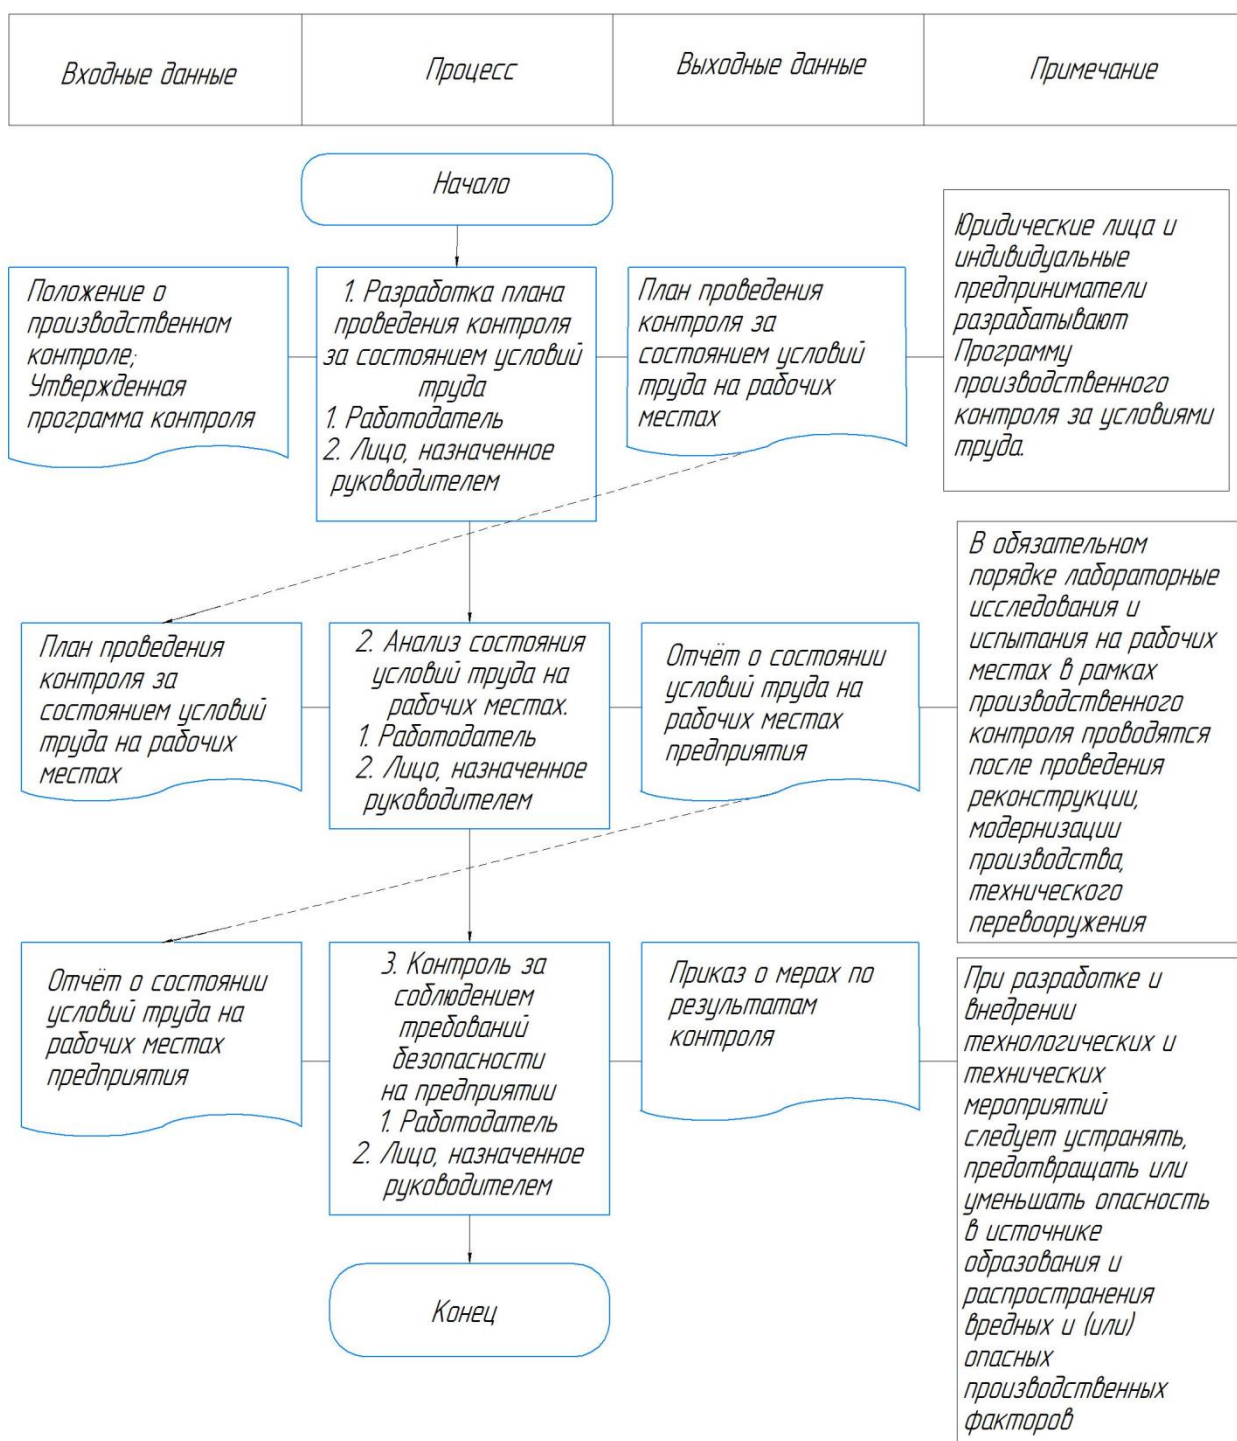 Входные данные
Процесс
Выходные данные
Примечание
Начало
Положение о
производственном
контроле;
Утвержденная
программа контроля
1. Разработка плана
проведения контроля
за состоянием условий
труда
1. Работодатель
2. Лицо, назначенное
руководителем
План проведения
контроля за
состоянием условий
труда на рабочих
местах
Юридические лица и
индивидуальные
предприниматели
разрабатывают
Программу
производственного
контроля за условиями
труда.
План проведения
контроля за
состоянием условий
труда на рабочих
местах
2. Анализ состояния
условий труда на
рабочих местах.
1. Работодатель
2. Лицо, назначенное
руководителем
Отчёт о состоянии
условий труда на
рабочих местах
предприятия
В обязательном
порядке лабораторные
исследования и
испытания на рабочих
местах в рамках
производственного
контроля проводятся
после проведения
реконструкции,
модернизации
производства,
технического
перевооружения
Отчёт о состоянии
условий труда на
рабочих местах
предприятия
3. Контроль за
соблюдением
требований
безопасности
на предприятии
1. Работодатель
2. Лицо, назначенное
руководителем
Приказ о мерах по
результатам
контроля
При разработке и
внедрении
технологических и
технических
мероприятий
следует устранять,
предотвращать или
уменьшать опасность
в источнике
образования и
распространения
вредных и (или)
опасных
производственных
факторов
Конец